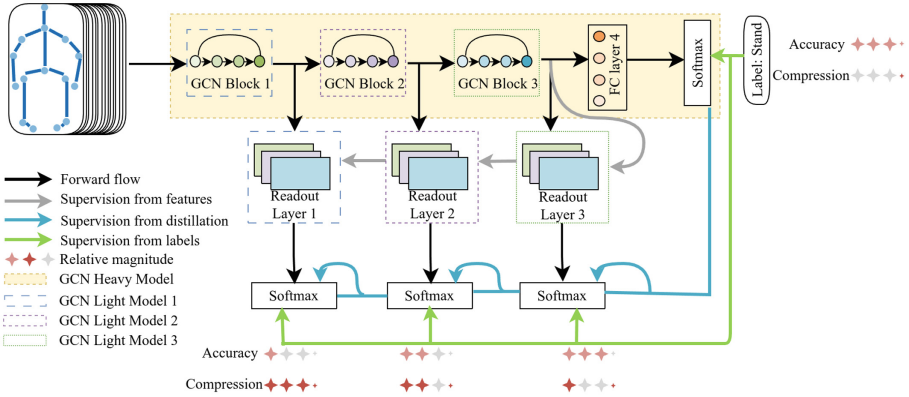 GCN Block 1
GCN Block 2
GCN Block 3
FC layer 4
Softmax
Label: Stand
Accuracy
Compression
Readout
Layer 1
Readout
Layer 2
Readout
Layer 3
Forward flow
Supervision from features
Supervision from distillation
Supervision from labels
Relative magnitude
GCN Heavy Model
GCN Light Model 1
GCN Light Model 2
GCN Light Model 3
Softmax
Softmax
Softmax
Accuracy
Compression